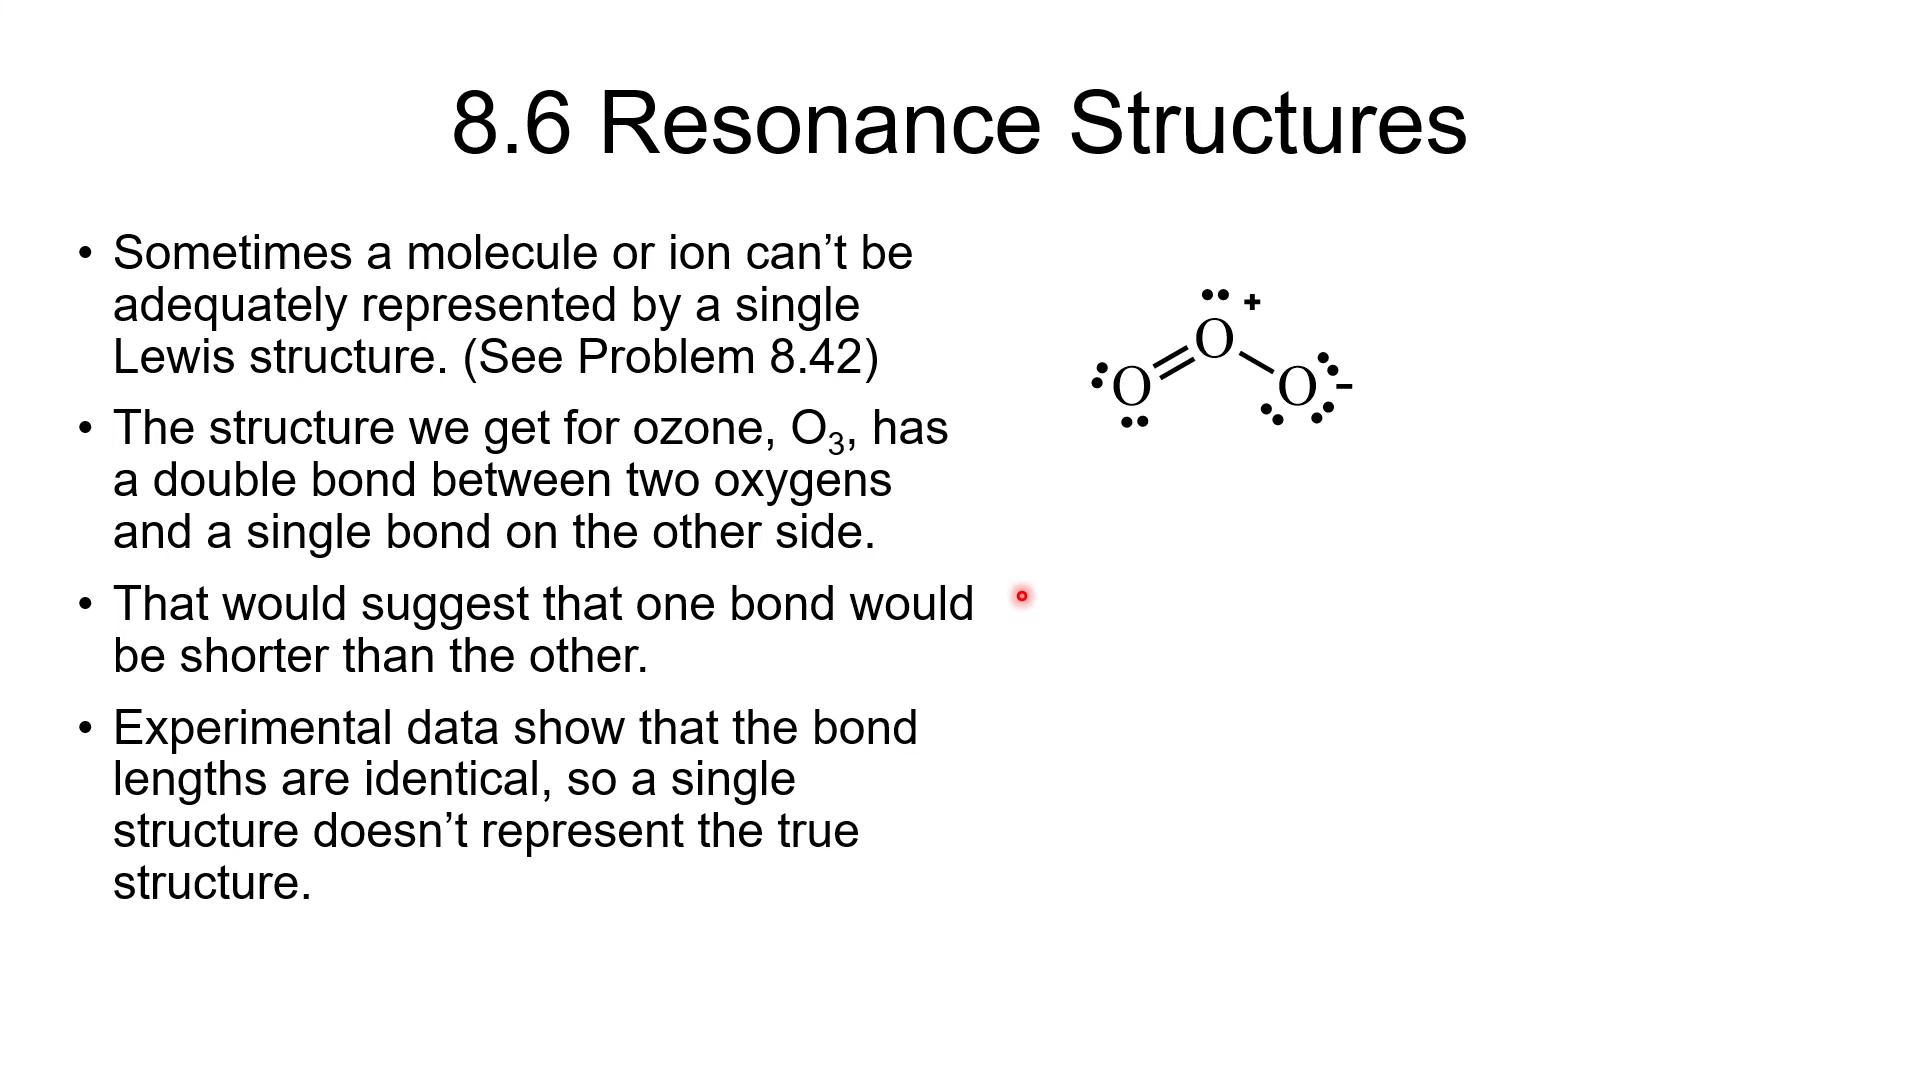 8.6 Resonance Structures
• Sometimes a molecule or ion can’t be
adequately represented by a single
Lewis structure. (See Problem 8.42)
• The structure we get for ozone, O₃, has
a double bond between two oxygens
and a single bond on the other side.
• That would suggest that one bond would
be shorter than the other.
• Experimental data show that the bond
lengths are identical, so a single
structure doesn’t represent the true
structure.
O +
O O -